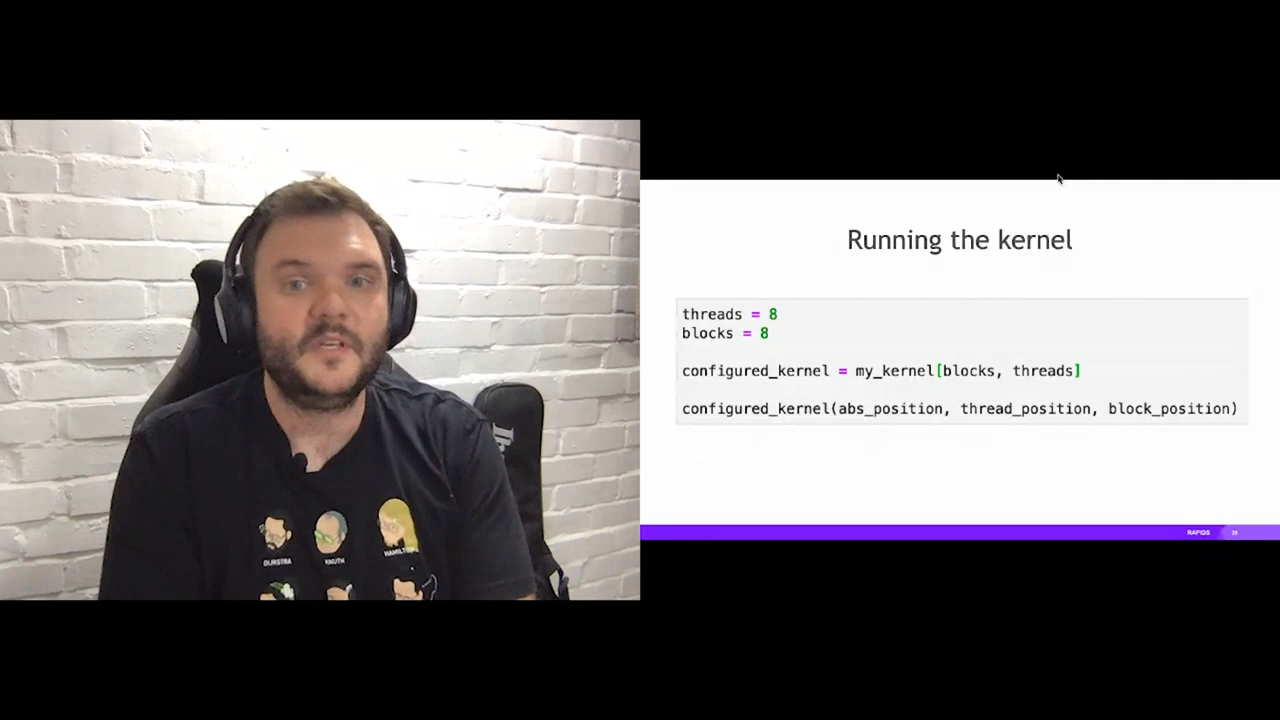 Running the kernel
threads = 8
blocks = 8
configured_kernel = my_kernel[blocks, threads]
configured_kernel(abs_position, thread_position, block_position)
DIJKSTRA
KNUTH
HAMILTON
RAPIDS